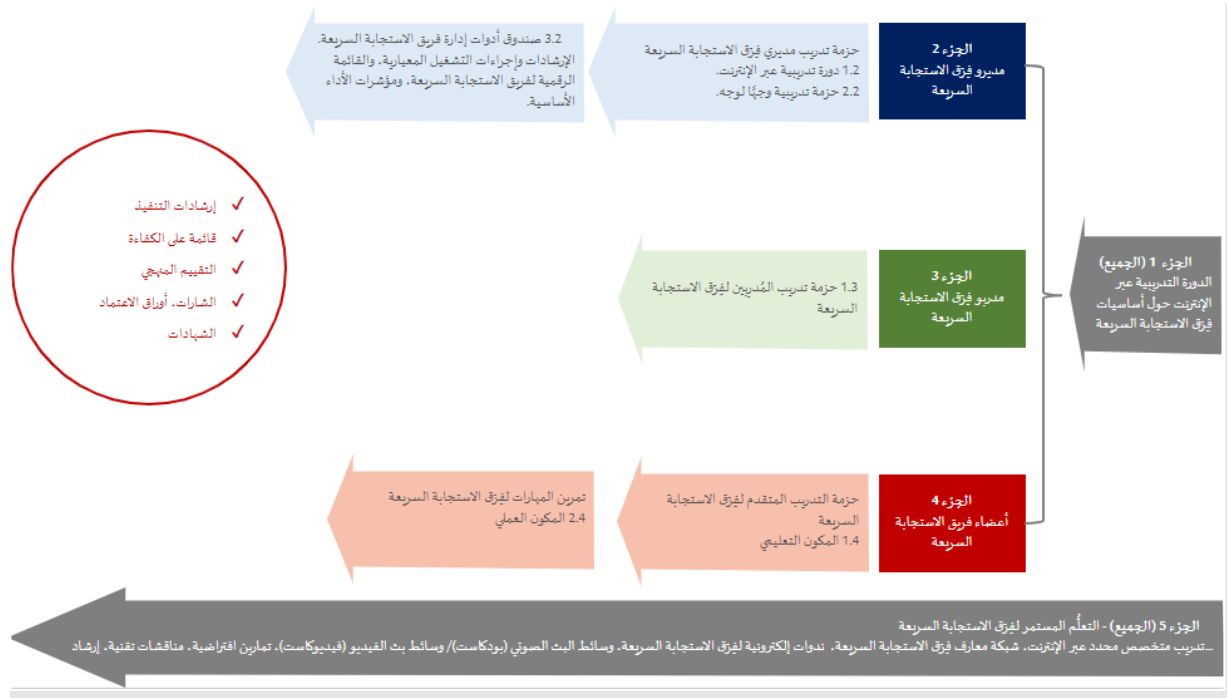 الجزء 1 (الجميع)
الدورة التدريبية عبر
الإنترنت حول أساسيات
فِرَق الاستجابة السريعة
الجزء 2
مديرو فِرَق الاستجابة
السريعة
حزمة تدريب مديري فِرَق الاستجابة السريعة
1.2 دورة تدريبية عبر الإنترنت.
2.2 حزمة تدريبية وجهًا لوجه.
3.2 صندوق أدوات إدارة فريق الاستجابة السريعة.
الإرشادات وإجراءات التشغيل المعيارية، والقائمة
الرقمية لفريق الاستجابة السريعة، ومؤشرات الأداء
الأساسية.
الجزء 3
مدربو فِرَق الاستجابة
السريعة
1.3 حزمة تدريب المُدربين لفِرَق الاستجابة
السريعة
الجزء 4
أعضاء فريق الاستجابة
السريعة
حزمة التدريب المتقدم لفِرَق الاستجابة
السريعة
1.4 المكون التعليمي
تمرين المهارات لفِرَق الاستجابة السريعة
2.4 المكون العملي
✓ إرشادات التنفيذ
✓ قائمة على الكفاءة
✓ التقييم المنهجي
✓ الشارات، أوراق الاعتماد
✓ الشهادات
الجزء 5 (الجميع) - التعلُّم المستمر لفِرَق الاستجابة السريعة
...تدريب متخصص محدد عبر الإنترنت، شبكة معارف فِرَق الاستجابة السريعة، ندوات إلكترونية لفِرَق الاستجابة السريعة، وسائط البث الصوتي (بودكاست)/ وسائط بث الفيديو (فيديوكاست)، تمارين افتراضية، مناقشات تقنية، إرشاد